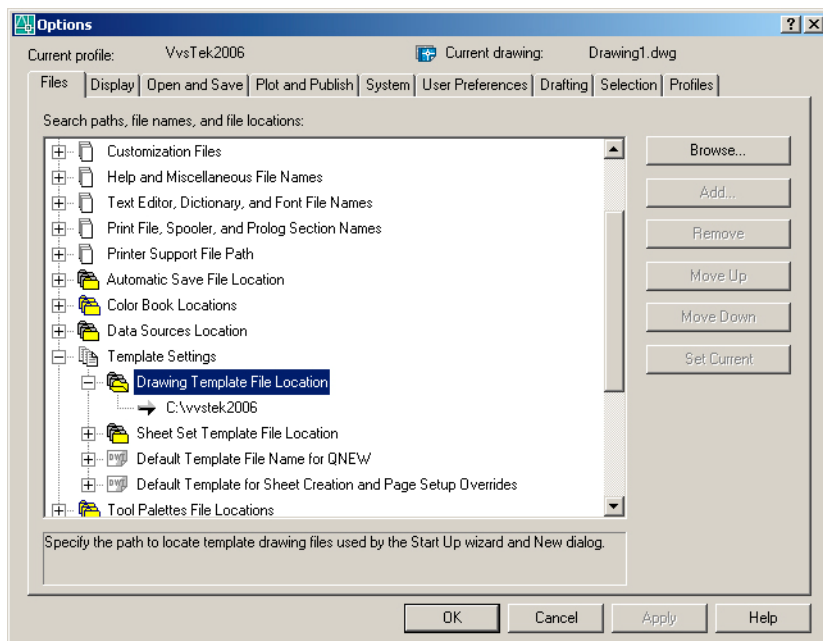 Options
Current profile: VvsTek2006 Current drawing: Drawing1.dwg
Files Display Open and Save Plot and Publish System User Preferences Drafting Selection Profiles
Search paths, file names, and file locations:
Customization Files
Help and Miscellaneous File Names
Text Editor, Dictionary, and Font File Names
Print File, Spooler, and Prolog Section Names
Printer Support File Path
Automatic Save File Location
Color Book Locations
Data Sources Location
Template Settings
Drawing Template File Location
C:\vvstek2006
Sheet Set Template File Location
Default Template File Name for QNEW
Default Template for Sheet Creation and Page Setup Overrides
Tool Palettes File Locations
Browse...
Add...
Remove
Move Up
Move Down
Set Current
Specify the path to locate template drawing files used by the Start Up wizard and New dialog.
OK Cancel Apply Help